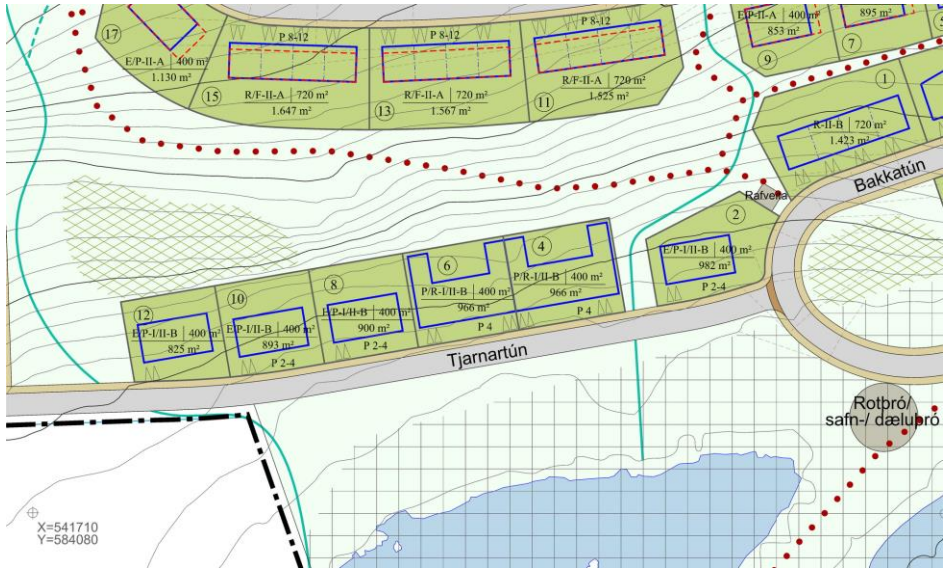 17
E/P-II-A | 400 m²
1.130 m²
15
P 8-12
R/F-II-A | 720 m²
1.647 m²
13
P 8-12
R/F-II-A | 720 m²
1.567 m²
11
P 8-12
R/F-II-A | 720 m²
1.525 m²
E/P-II-A | 400 m²
853 m²
9
895 m²
7
1
R-II-B | 720 m²
1.423 m²
Bakkatún
Rafveita
2
E/P-I/II-B | 400 m²
982 m²
P 2-4
4
P/R-I/II-B | 400 m²
966 m²
P 4
6
P/R-I/II-B | 400 m²
966 m²
P 4
8
E/P-I/II-B | 400 m²
900 m²
P 2-4
10
E/P-I/II-B | 400 m²
893 m²
P 2-4
12
E/P-I/II-B | 400 m²
825 m²
Tjarnartún
Rotþró/
safn-/ dæluþró
X=541710
Y=584080